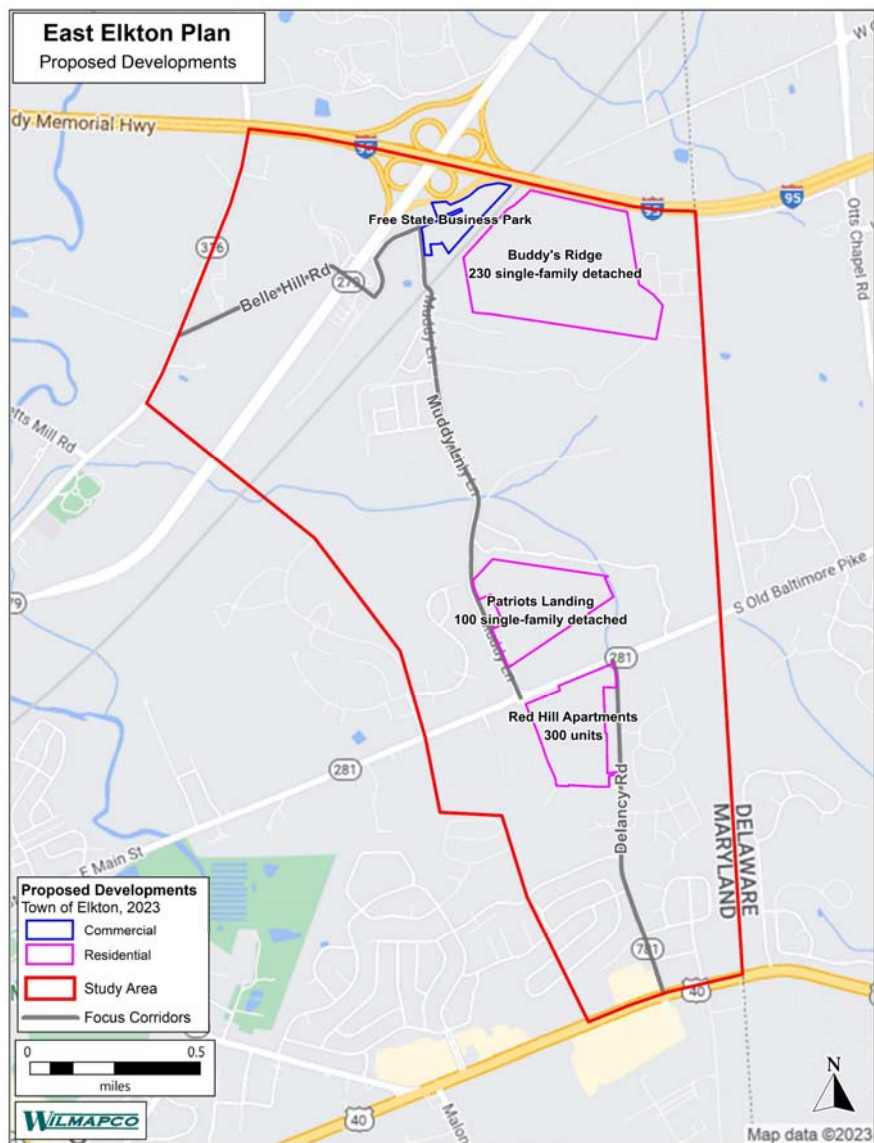 East Elkton Plan
Proposed Developments
dy Memorial Hwy
95
95
95
316
279
Belle Hill Rd
Free State Business Park
Buddy's Ridge
230 single-family detached
Otts Chapel Rd
Muddy Ln
Muddy Ln
etts Mill Rd
79
Patriots Landing
100 single-family detached
Muddy Ln
S Old Baltimore Pike
281
Red Hill Apartments
300 units
281
Delancy Rd
E Main St
DELAWARE
MARYLAND
781
40
40
Proposed Developments
Town of Elkton, 2023
Commercial
Residential
Study Area
Focus Corridors
0 0.5
miles
WILMAPCO
N
Map data ©2023